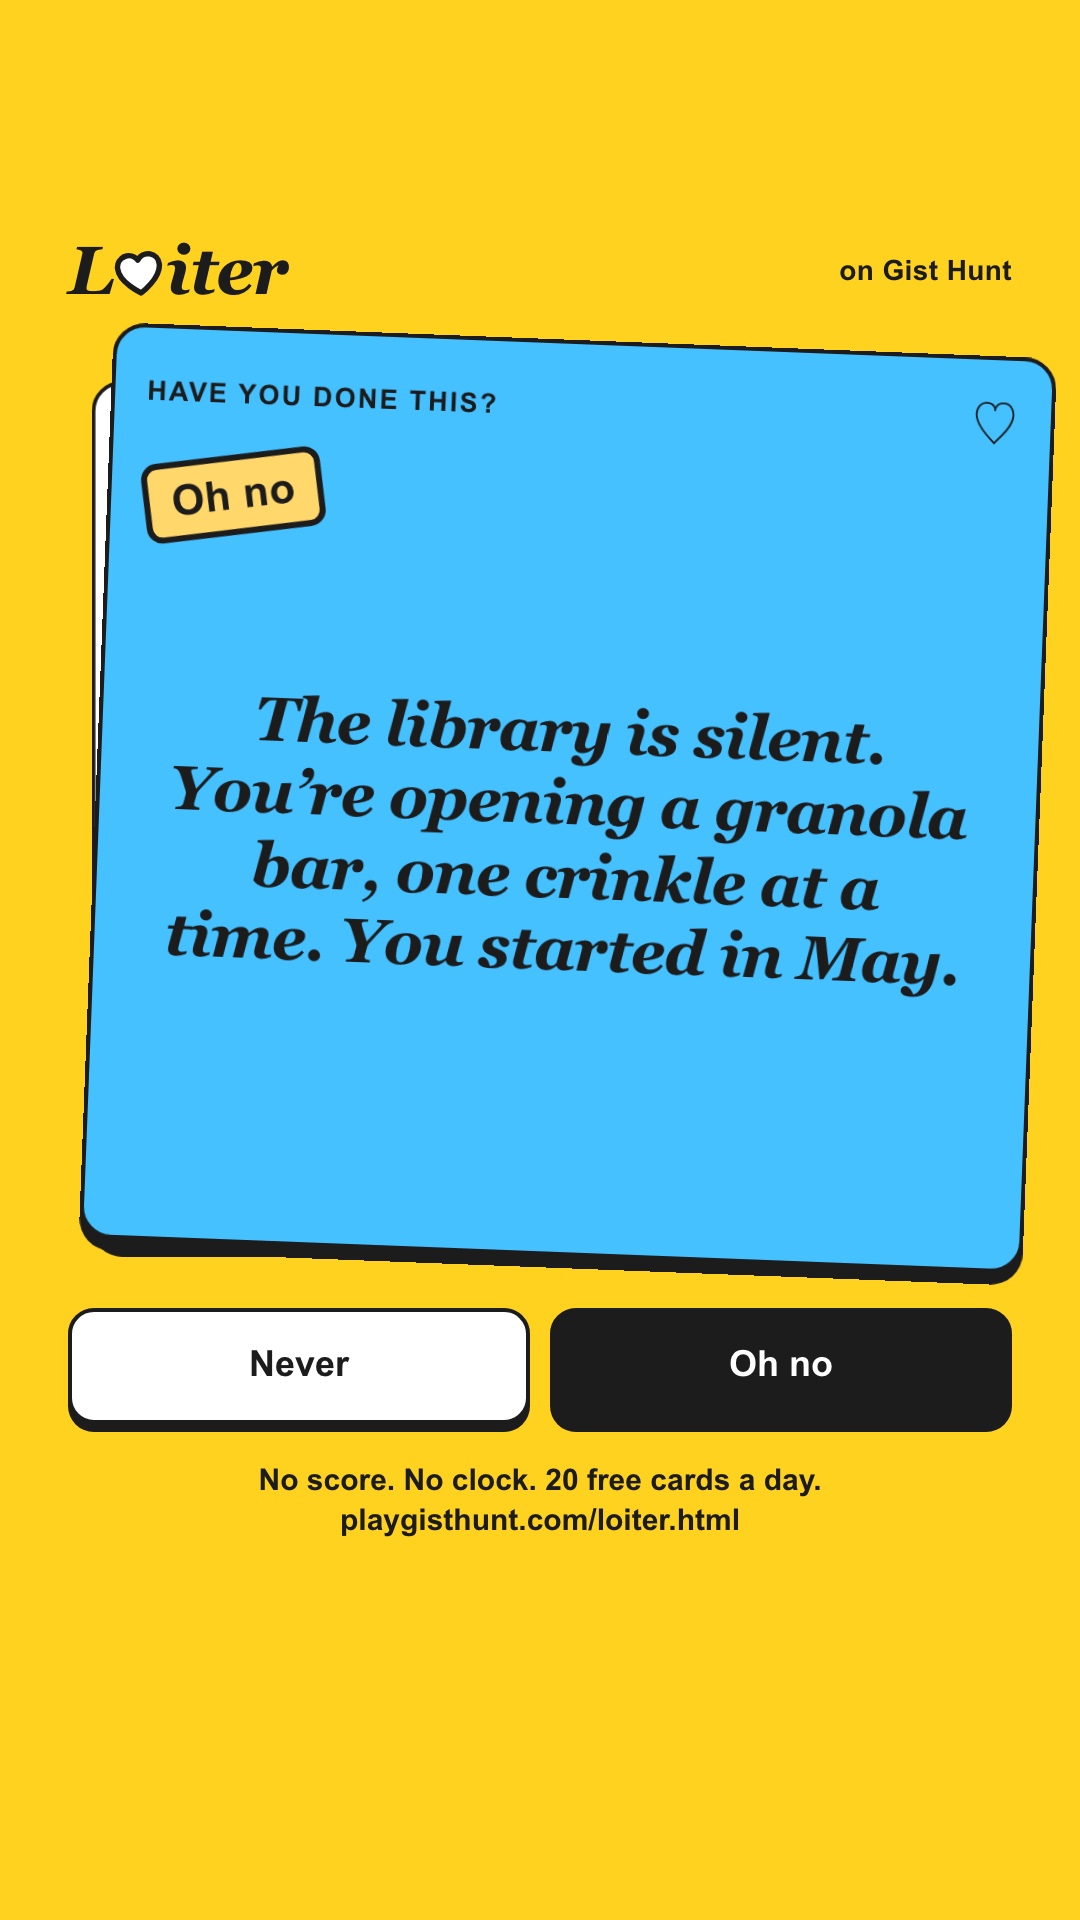 Loiter
on Gist Hunt
HAVE YOU DONE THIS?
Oh no
The library is silent.
You’re opening a granola
bar, one crinkle at a
time. You started in May.
Never
Oh no
No score. No clock. 20 free cards a day.
playgisthunt.com/loiter.html